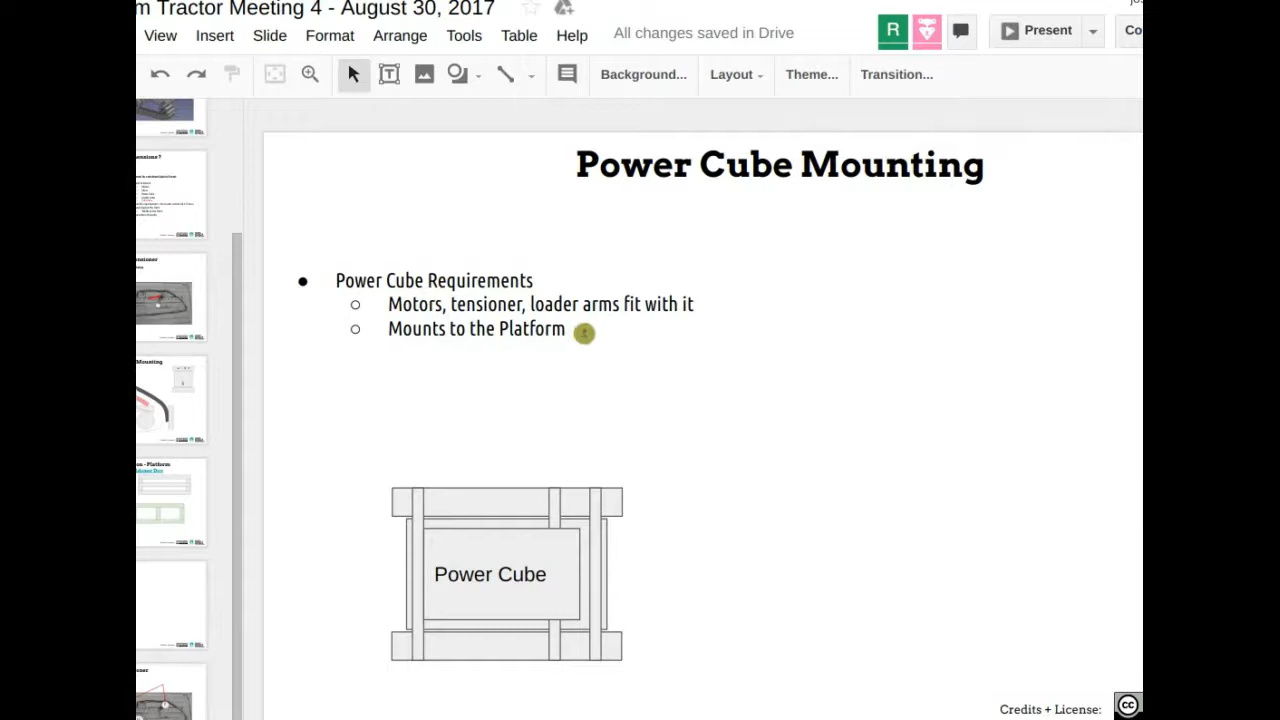 m Tractor Meeting 4 - August 30, 2017
View Insert Slide Format Arrange Tools Table Help All changes saved in Drive
R Present
Background... Layout Theme... Transition...
Power Cube Mounting
Power Cube Requirements
Motors, tensioner, loader arms fit with it
Mounts to the Platform
Power Cube
Credits + License:
cc
Mounting